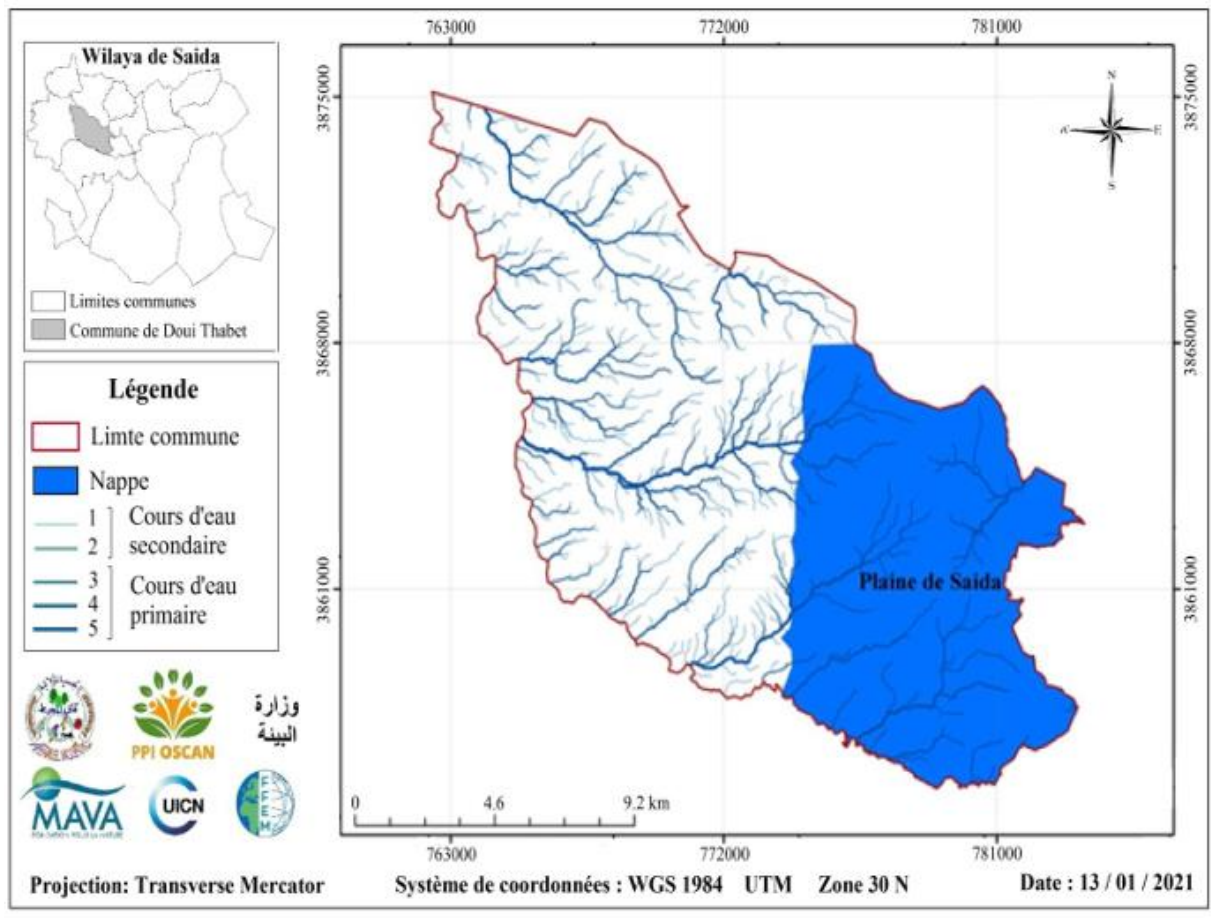 Wilaya de Saida
Limites communes
Commune de Doui Thabet
Légende
Limte commune
Nappe
1
2
Cours d'eau
secondaire
3
4
5
Cours d'eau
primaire
PPI OSCAN
وزارة
البيئة
MAVA
UICN
FFEM
763000
772000
781000
3875000
3875000
3868000
3868000
3861000
3861000
N
E
S
Plaine de Saida
0
4.6
9.2 km
763000
772000
781000
Projection: Transverse Mercator
Système de coordonnées : WGS 1984 UTM Zone 30 N
Date : 13 / 01 / 2021